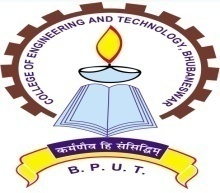 COLLEGE OF ENGINEERING AND TECHNOLOGY, BHUBANESWAR
कर्मणैव हि संसिद्धिम्
B. P. U. T.